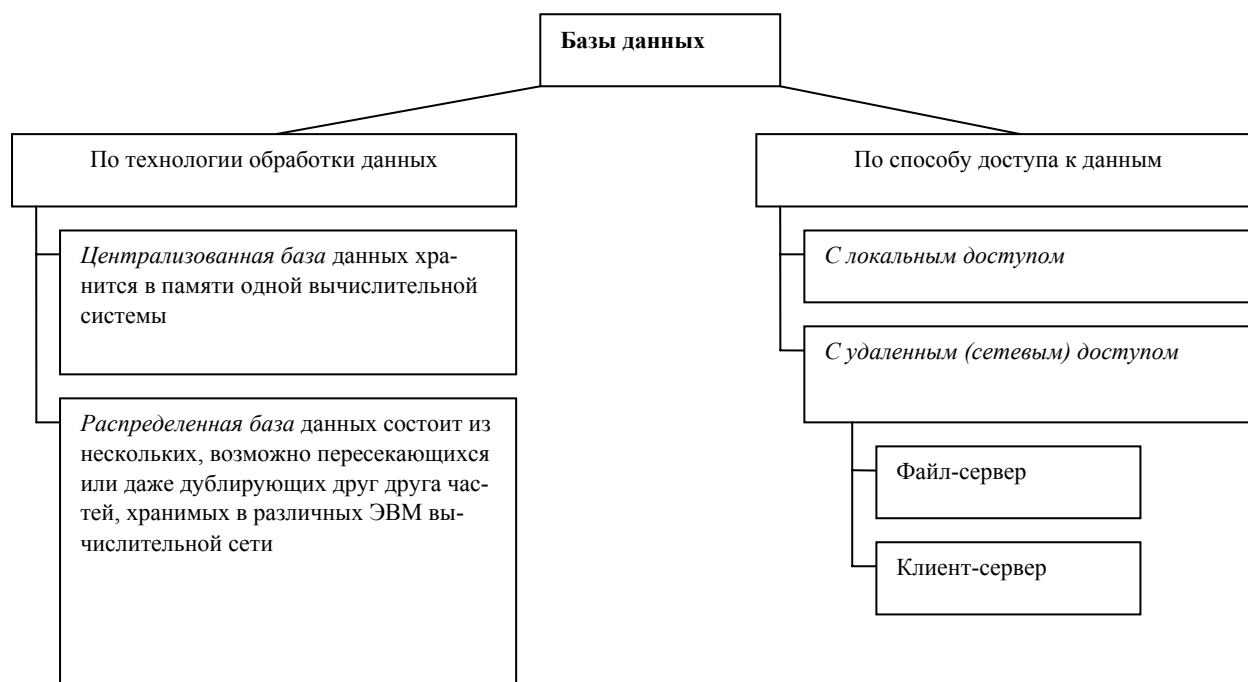 Базы данных
По технологии обработки данных
Централизованная база данных хра-
нится в памяти одной вычислительной
системы
Распределенная база данных состоит из
нескольких, возможно пересекающихся
или даже дублирующих друг друга час-
тей, хранимых в различных ЭВМ вы-
числительной сети
По способу доступа к данным
С локальным доступом
С удаленным (сетевым) доступом
Файл-сервер
Клиент-сервер